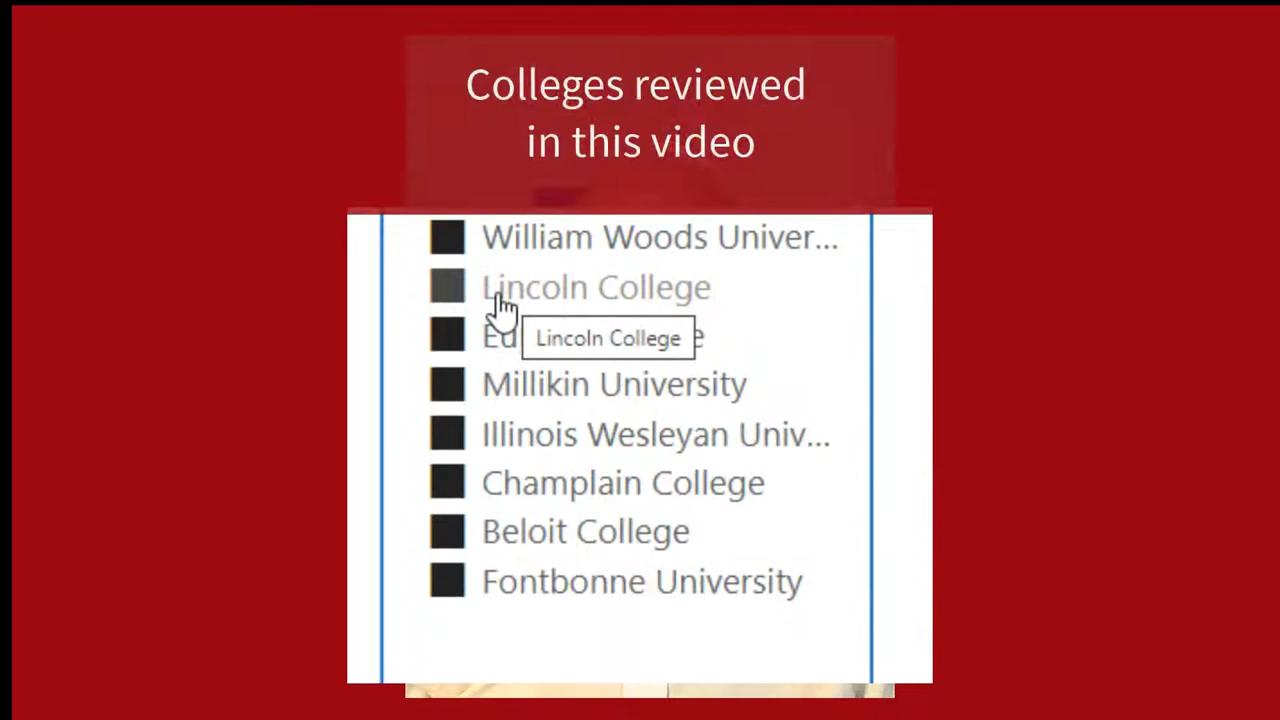 Colleges reviewed
in this video
William Woods Univer...
Lincoln College
Lincoln College
Millikin University
Illinois Wesleyan Univ...
Champlain College
Beloit College
Fontbonne University